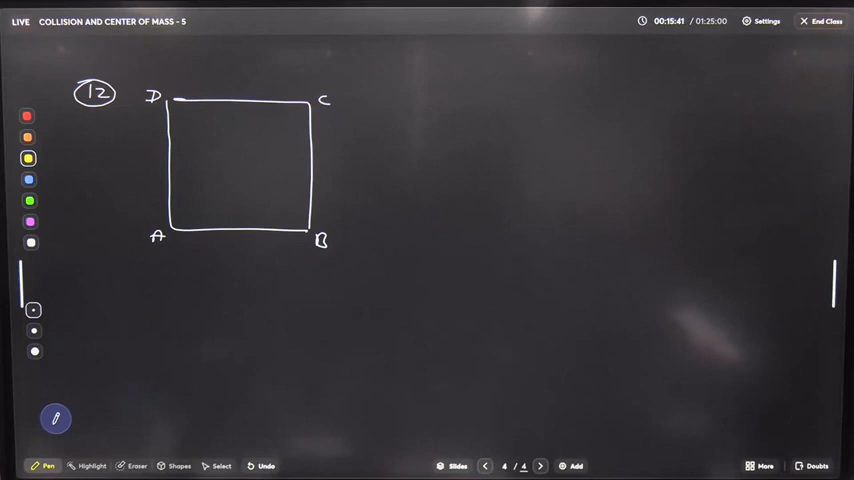 LIVE COLLISION AND CENTER OF MASS - 5 00:15:41 / 01:25:00 Settings End Class
12 D C
A B
Pen Highlight Eraser Shapes Select Undo Slides 4 / 4 Add More Doubts